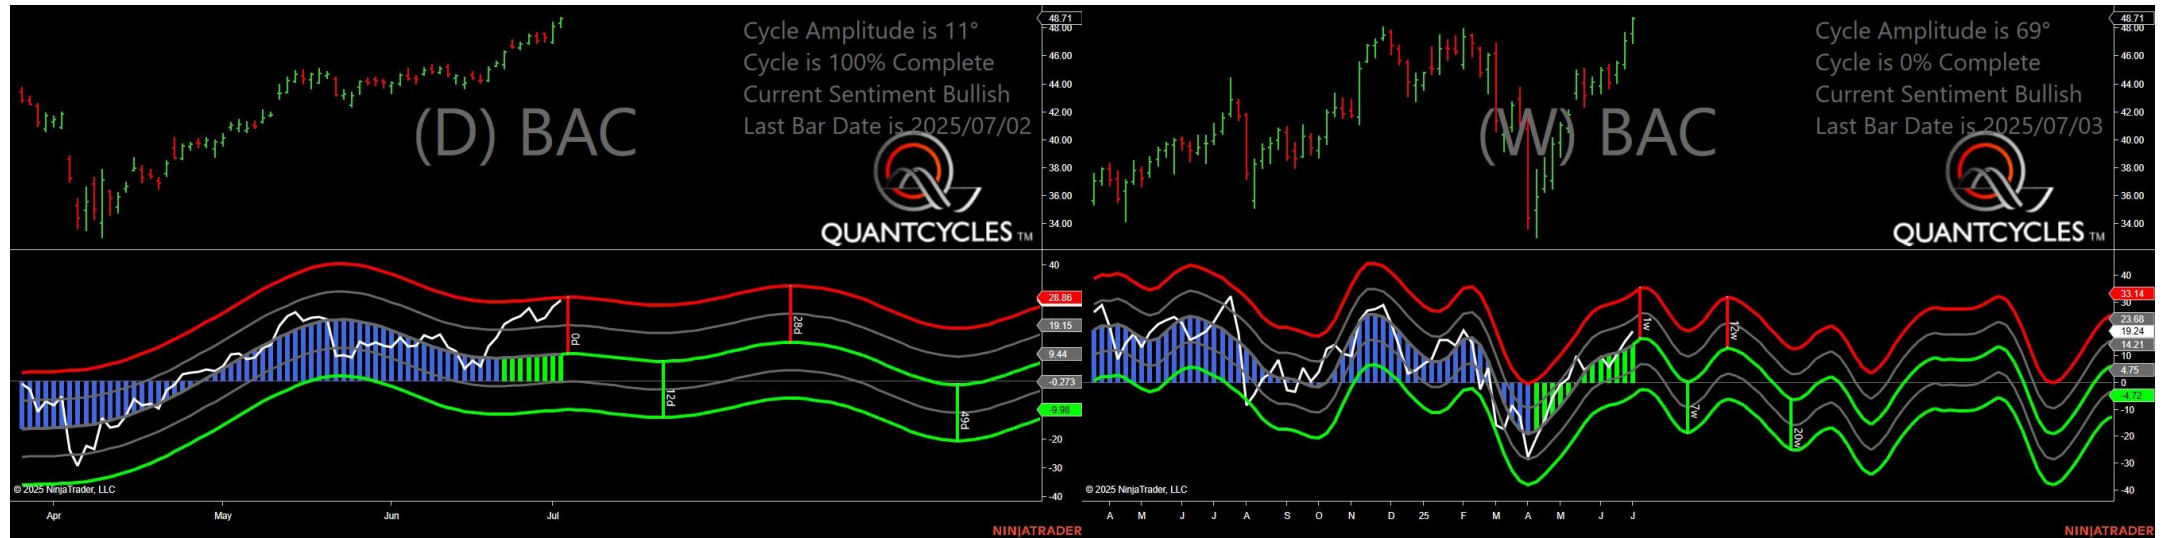 Cycle Amplitude is 11°
Cycle is 100% Complete
Current Sentiment Bullish
Last Bar Date is 2025/07/02
(D) BAC
QUANTCYCLES TM
48.71
48.00
46.00
44.00
42.00
40.00
38.00
36.00
34.00
40
28.86
19.15
9.44
-0.273
-9.98
-20
-30
-40
0d
12d
28d
49d
© 2025 NinjaTrader, LLC
Apr May Jun Jul
NINJATRADER
Cycle Amplitude is 69°
Cycle is 0% Complete
Current Sentiment Bullish
Last Bar Date is 2025/07/03
(W) BAC
QUANTCYCLES TM
48.71
48.00
46.00
44.00
42.00
40.00
38.00
36.00
34.00
40
33.14
30
23.68
19.24
14.21
10
4.75
0
-4.72
-10
-20
-30
-40
1w
7w
12w
20w
© 2025 NinjaTrader, LLC
A M J J A S O N D 25 F M A M J J
NINJATRADER